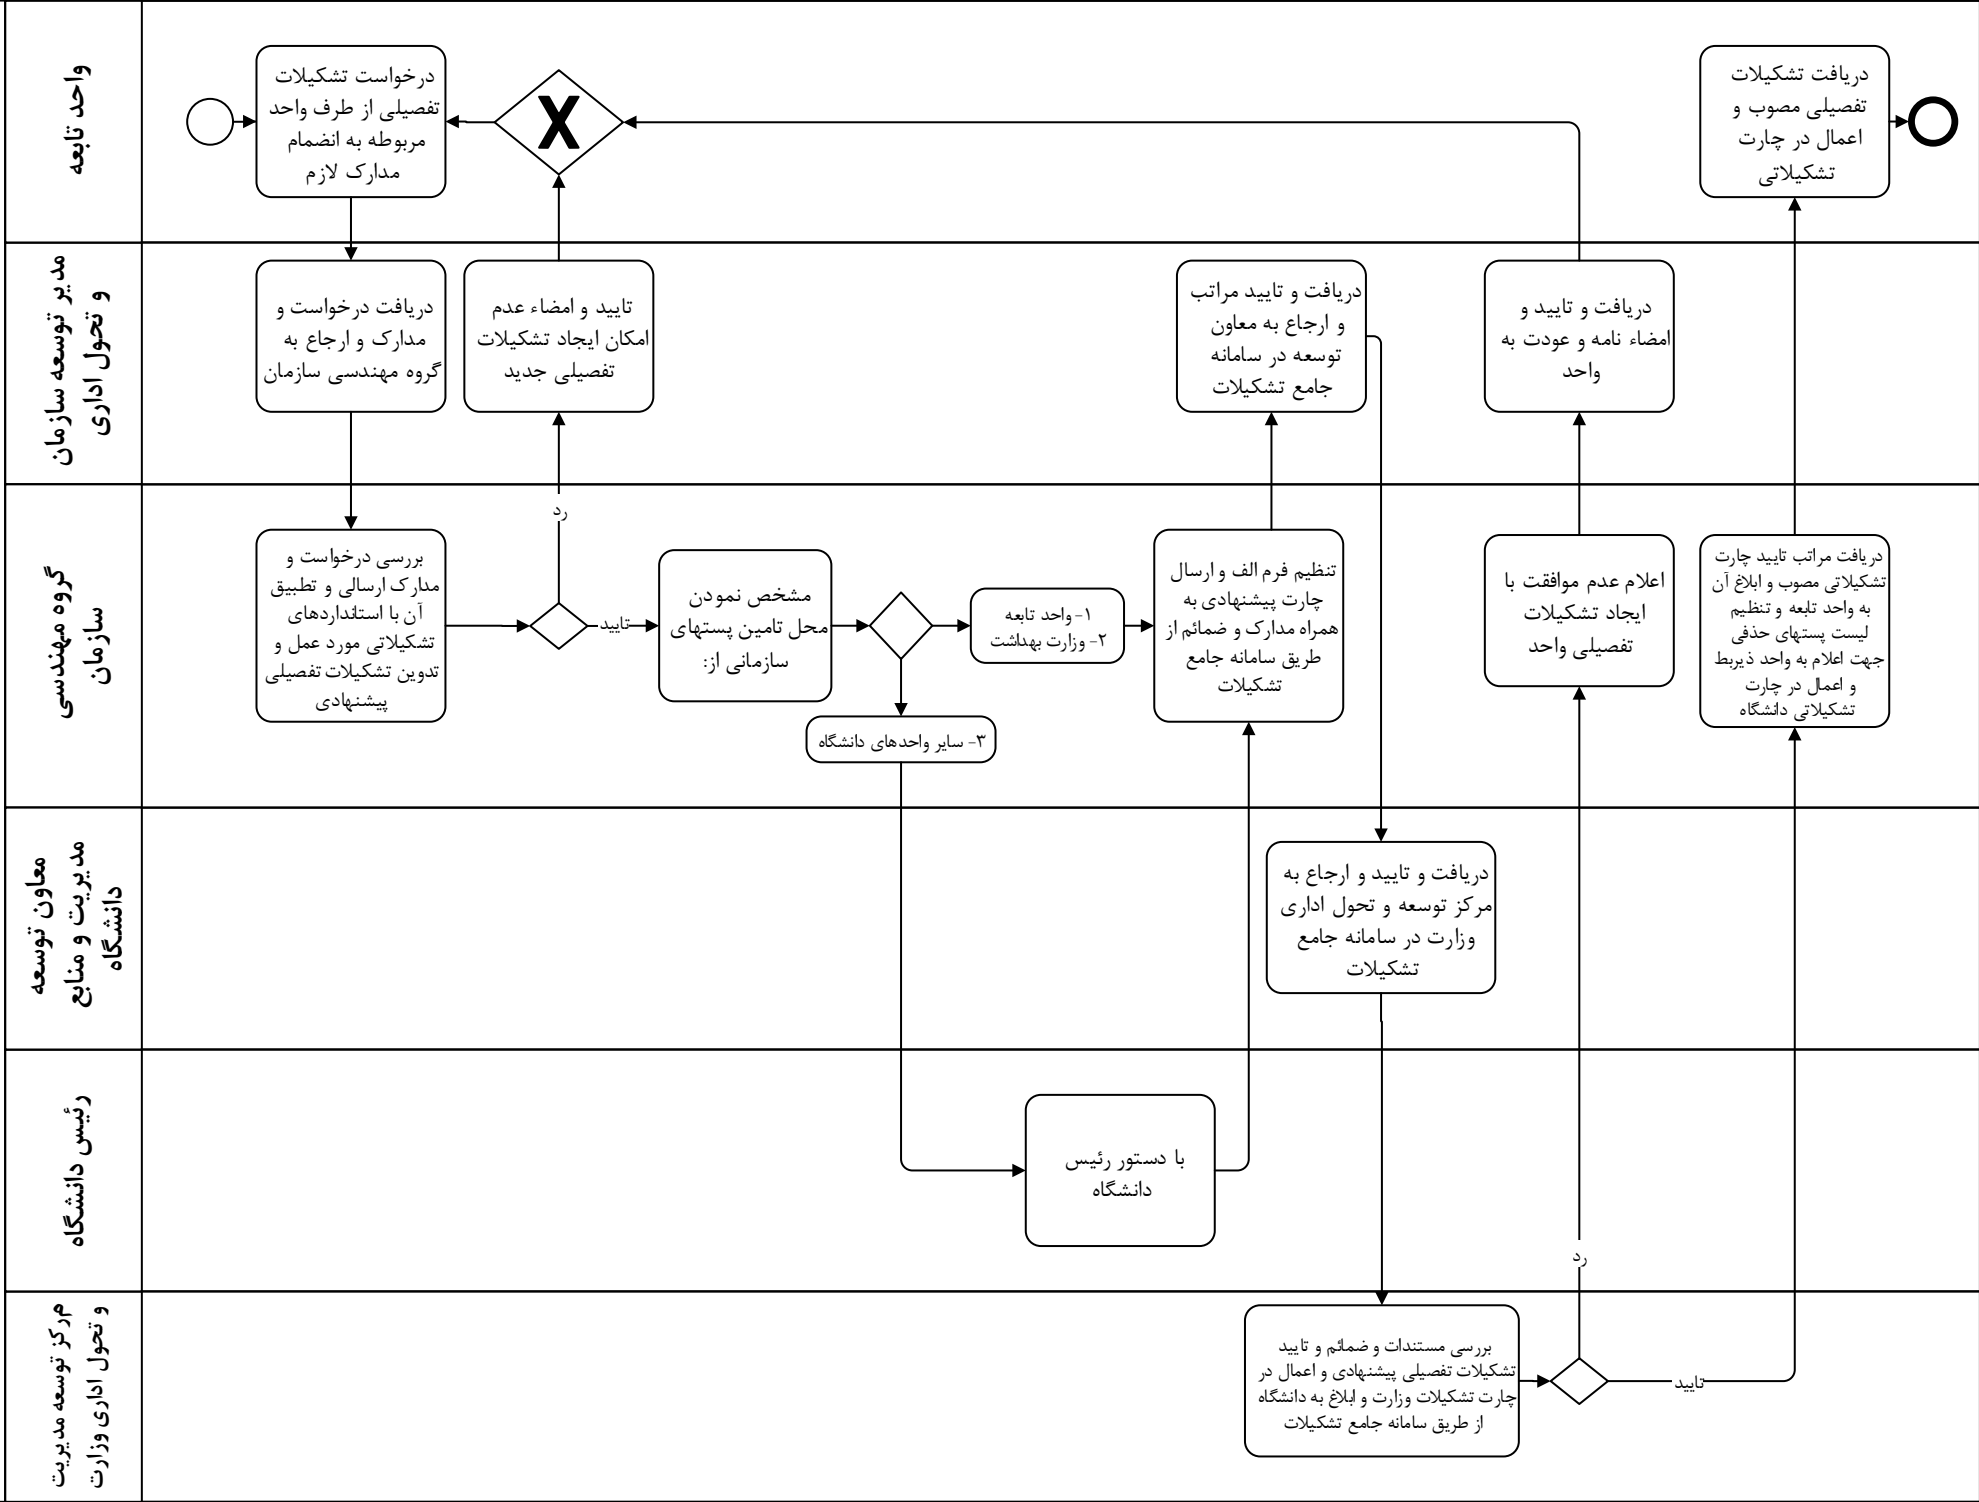 واحد تابعه
درخواست تشکیلات
تفصیلی از طرف واحد
مربوطه به انضمام
مدارک لازم
X
دریافت تشکیلات
تفصیلی مصوب و
اعمال در چارت
تشکیلاتی
مدیر توسعه سازمان
و تحول اداری
دریافت درخواست و
مدارک و ارجاع به
گروه مهندسی سازمان
تایید و امضاء عدم
امکان ایجاد تشکیلات
تفصیلی جدید
دریافت و تایید مراتب
و ارجاع به معاون
توسعه در سامانه
جامع تشکیلات
دریافت و تایید و
امضاء نامه و عودت به
واحد
گروه مهندسی
سازمان
بررسی درخواست و
مدارک ارسالی و تطبیق
آن با استانداردهای
تشکیلاتی مورد عمل و
تدوین تشکیلات تفصیلی
پیشنهادی
رد
تایید
مشخص نمودن
محل تامین پستهای
سازمانی از:
۱- واحد تابعه
۲- وزارت بهداشت
۳- سایر واحدهای دانشگاه
تنظیم فرم الف و ارسال
چارت پیشنهادی به
همراه مدارک و ضمائم از
طریق سامانه جامع
تشکیلات
اعلام عدم موافقت با
ایجاد تشکیلات
تفصیلی واحد
دریافت مراتب تایید چارت
تشکیلاتی مصوب و ابلاغ آن
به واحد تابعه و تنظیم
لیست پستهای حذفی
جهت اعلام به واحد ذیربط
و اعمال در چارت
تشکیلاتی دانشگاه
معاون توسعه
مدیریت و منابع
دانشگاه
دریافت و تایید و ارجاع به
مرکز توسعه و تحول اداری
وزارت در سامانه جامع
تشکیلات
رئیس دانشگاه
با دستور رئیس
دانشگاه
رد
مرکز توسعه مدیریت
و تحول اداری وزارت
بررسی مستندات و ضمائم و تایید
تشکیلات تفصیلی پیشنهادی و اعمال در
چارت تشکیلات وزارت و ابلاغ به دانشگاه
از طریق سامانه جامع تشکیلات
تایید